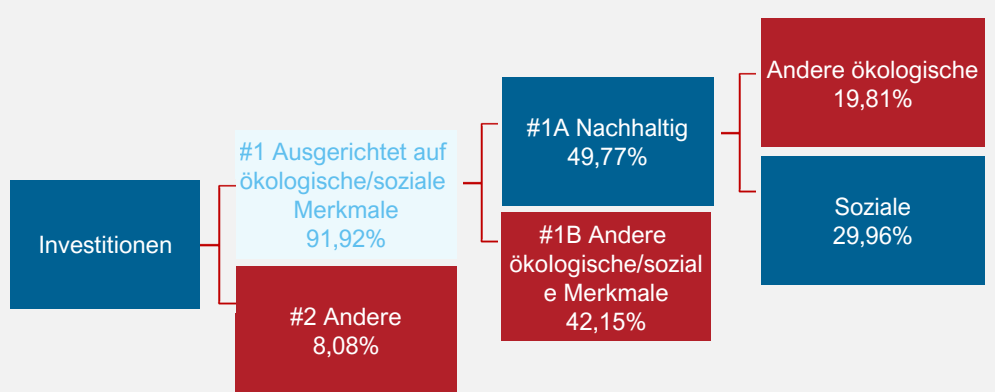 Investitionen
#1 Ausgerichtet auf
ökologische/soziale
Merkmale
91,92%
#2 Andere
8,08%
#1A Nachhaltig
49,77%
#1B Andere
ökologische/sozial
e Merkmale
42,15%
Andere ökologische
19,81%
Soziale
29,96%